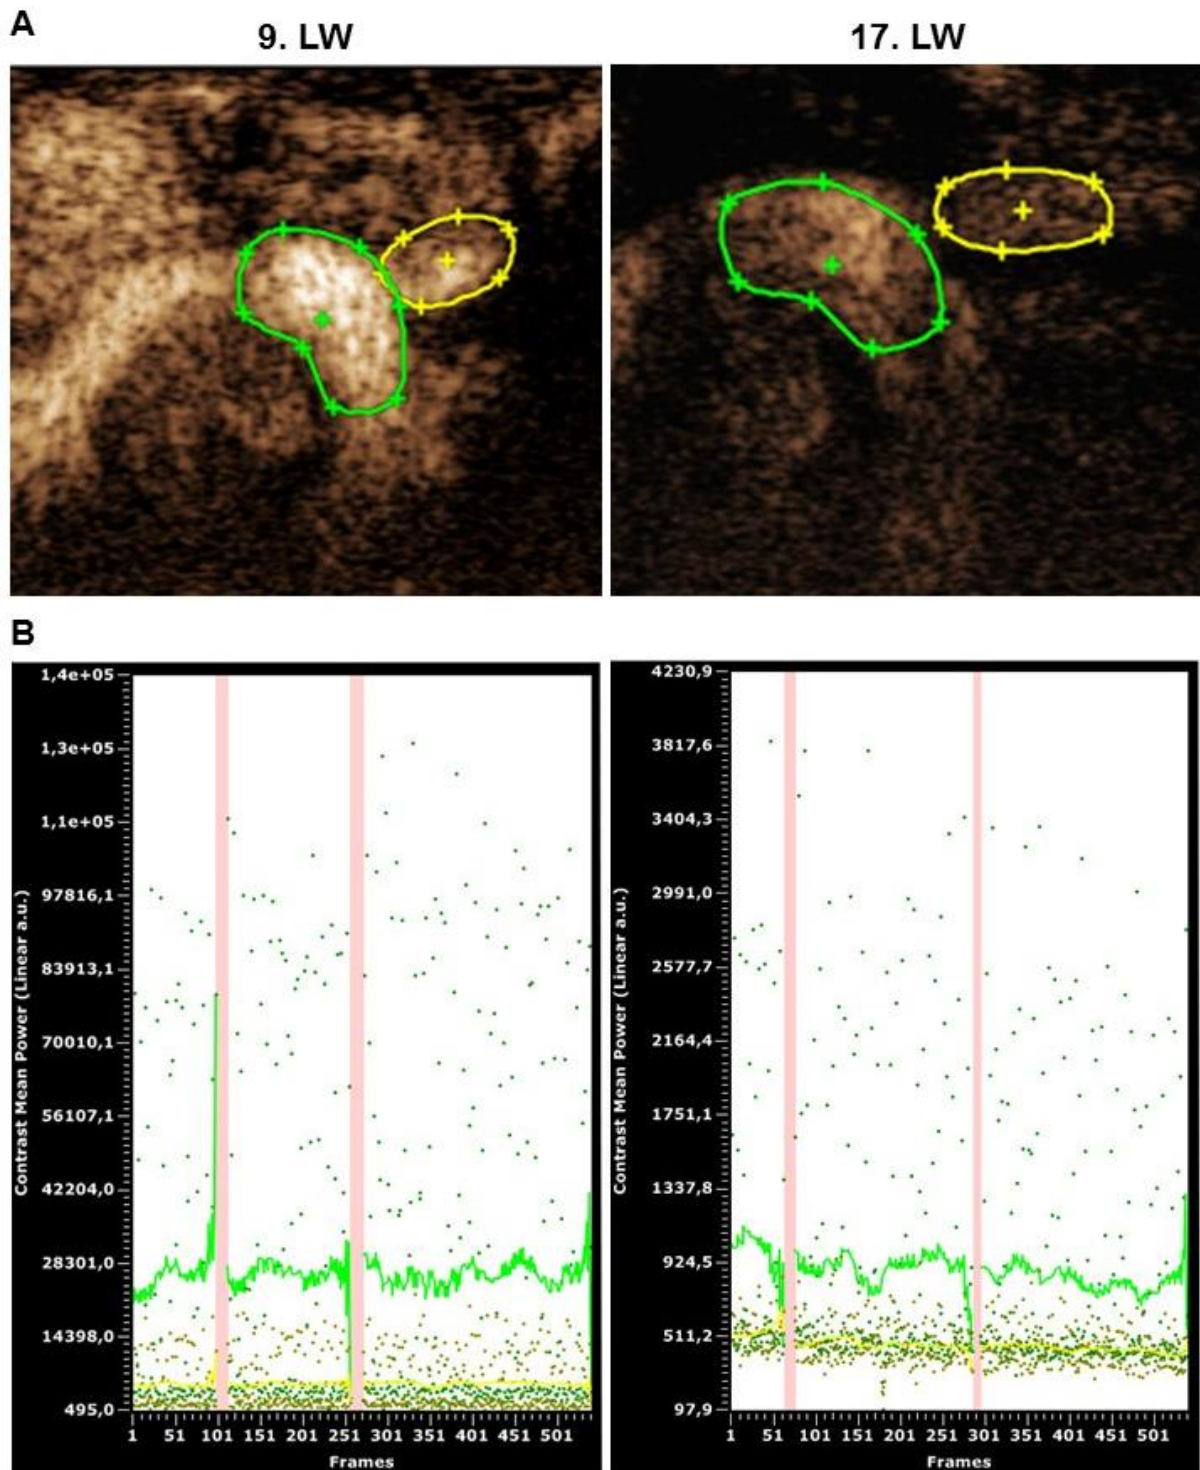 A
9. LW
17. LW
B
1,4e+05
1,3e+05
1,1e+05
97816,1
83913,1
70010,1
56107,1
42204,0
28301,0
14398,0
495,0
Contrast Mean Power (Linear a.u.)
1 51 101 151 201 251 301 351 401 451 501
Frames
4230,9
3817,6
3404,3
2991,0
2577,7
2164,4
1751,1
1337,8
924,5
511,2
97,9
Contrast Mean Power (Linear a.u.)
1 51 101 151 201 251 301 351 401 451 501
Frames